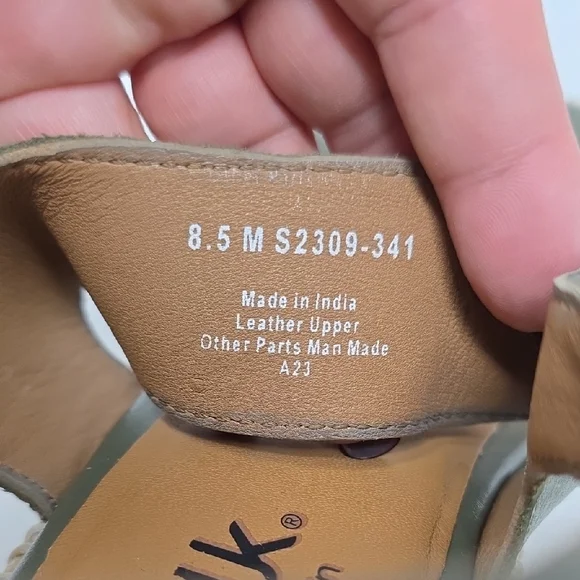 8.5 M S2309-341
Made in India
Leather Upper
Other Parts Man Made
A23
®